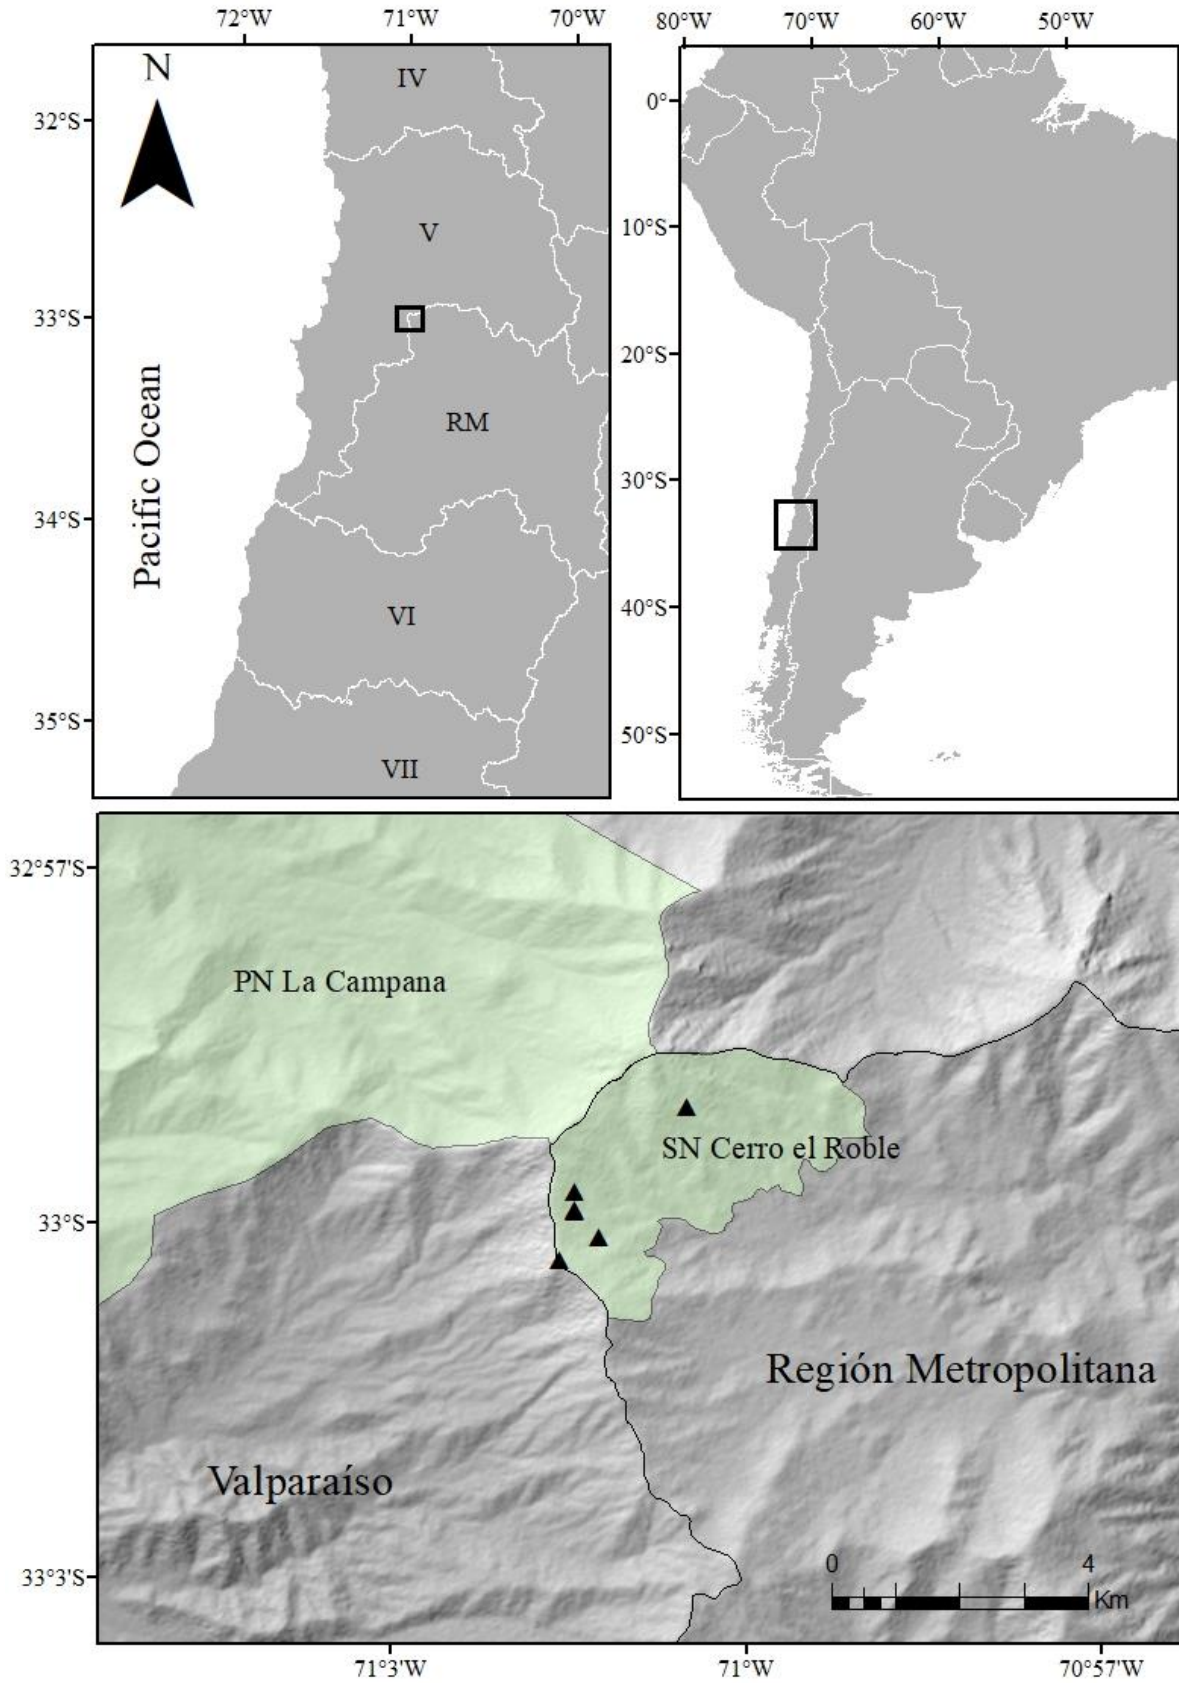 72°W 71°W 70°W
N
IV
32°S
V
33°S
RM
Pacific Ocean
34°S
VI
35°S
VII
80°W 70°W 60°W 50°W
0°
10°S
20°S
30°S
40°S
50°S
32°57'S
PN La Campana
SN Cerro el Roble
33°S
Región Metropolitana
Valparaíso
0 4
Km
33°3'S
71°3'W 71°W 70°57'W